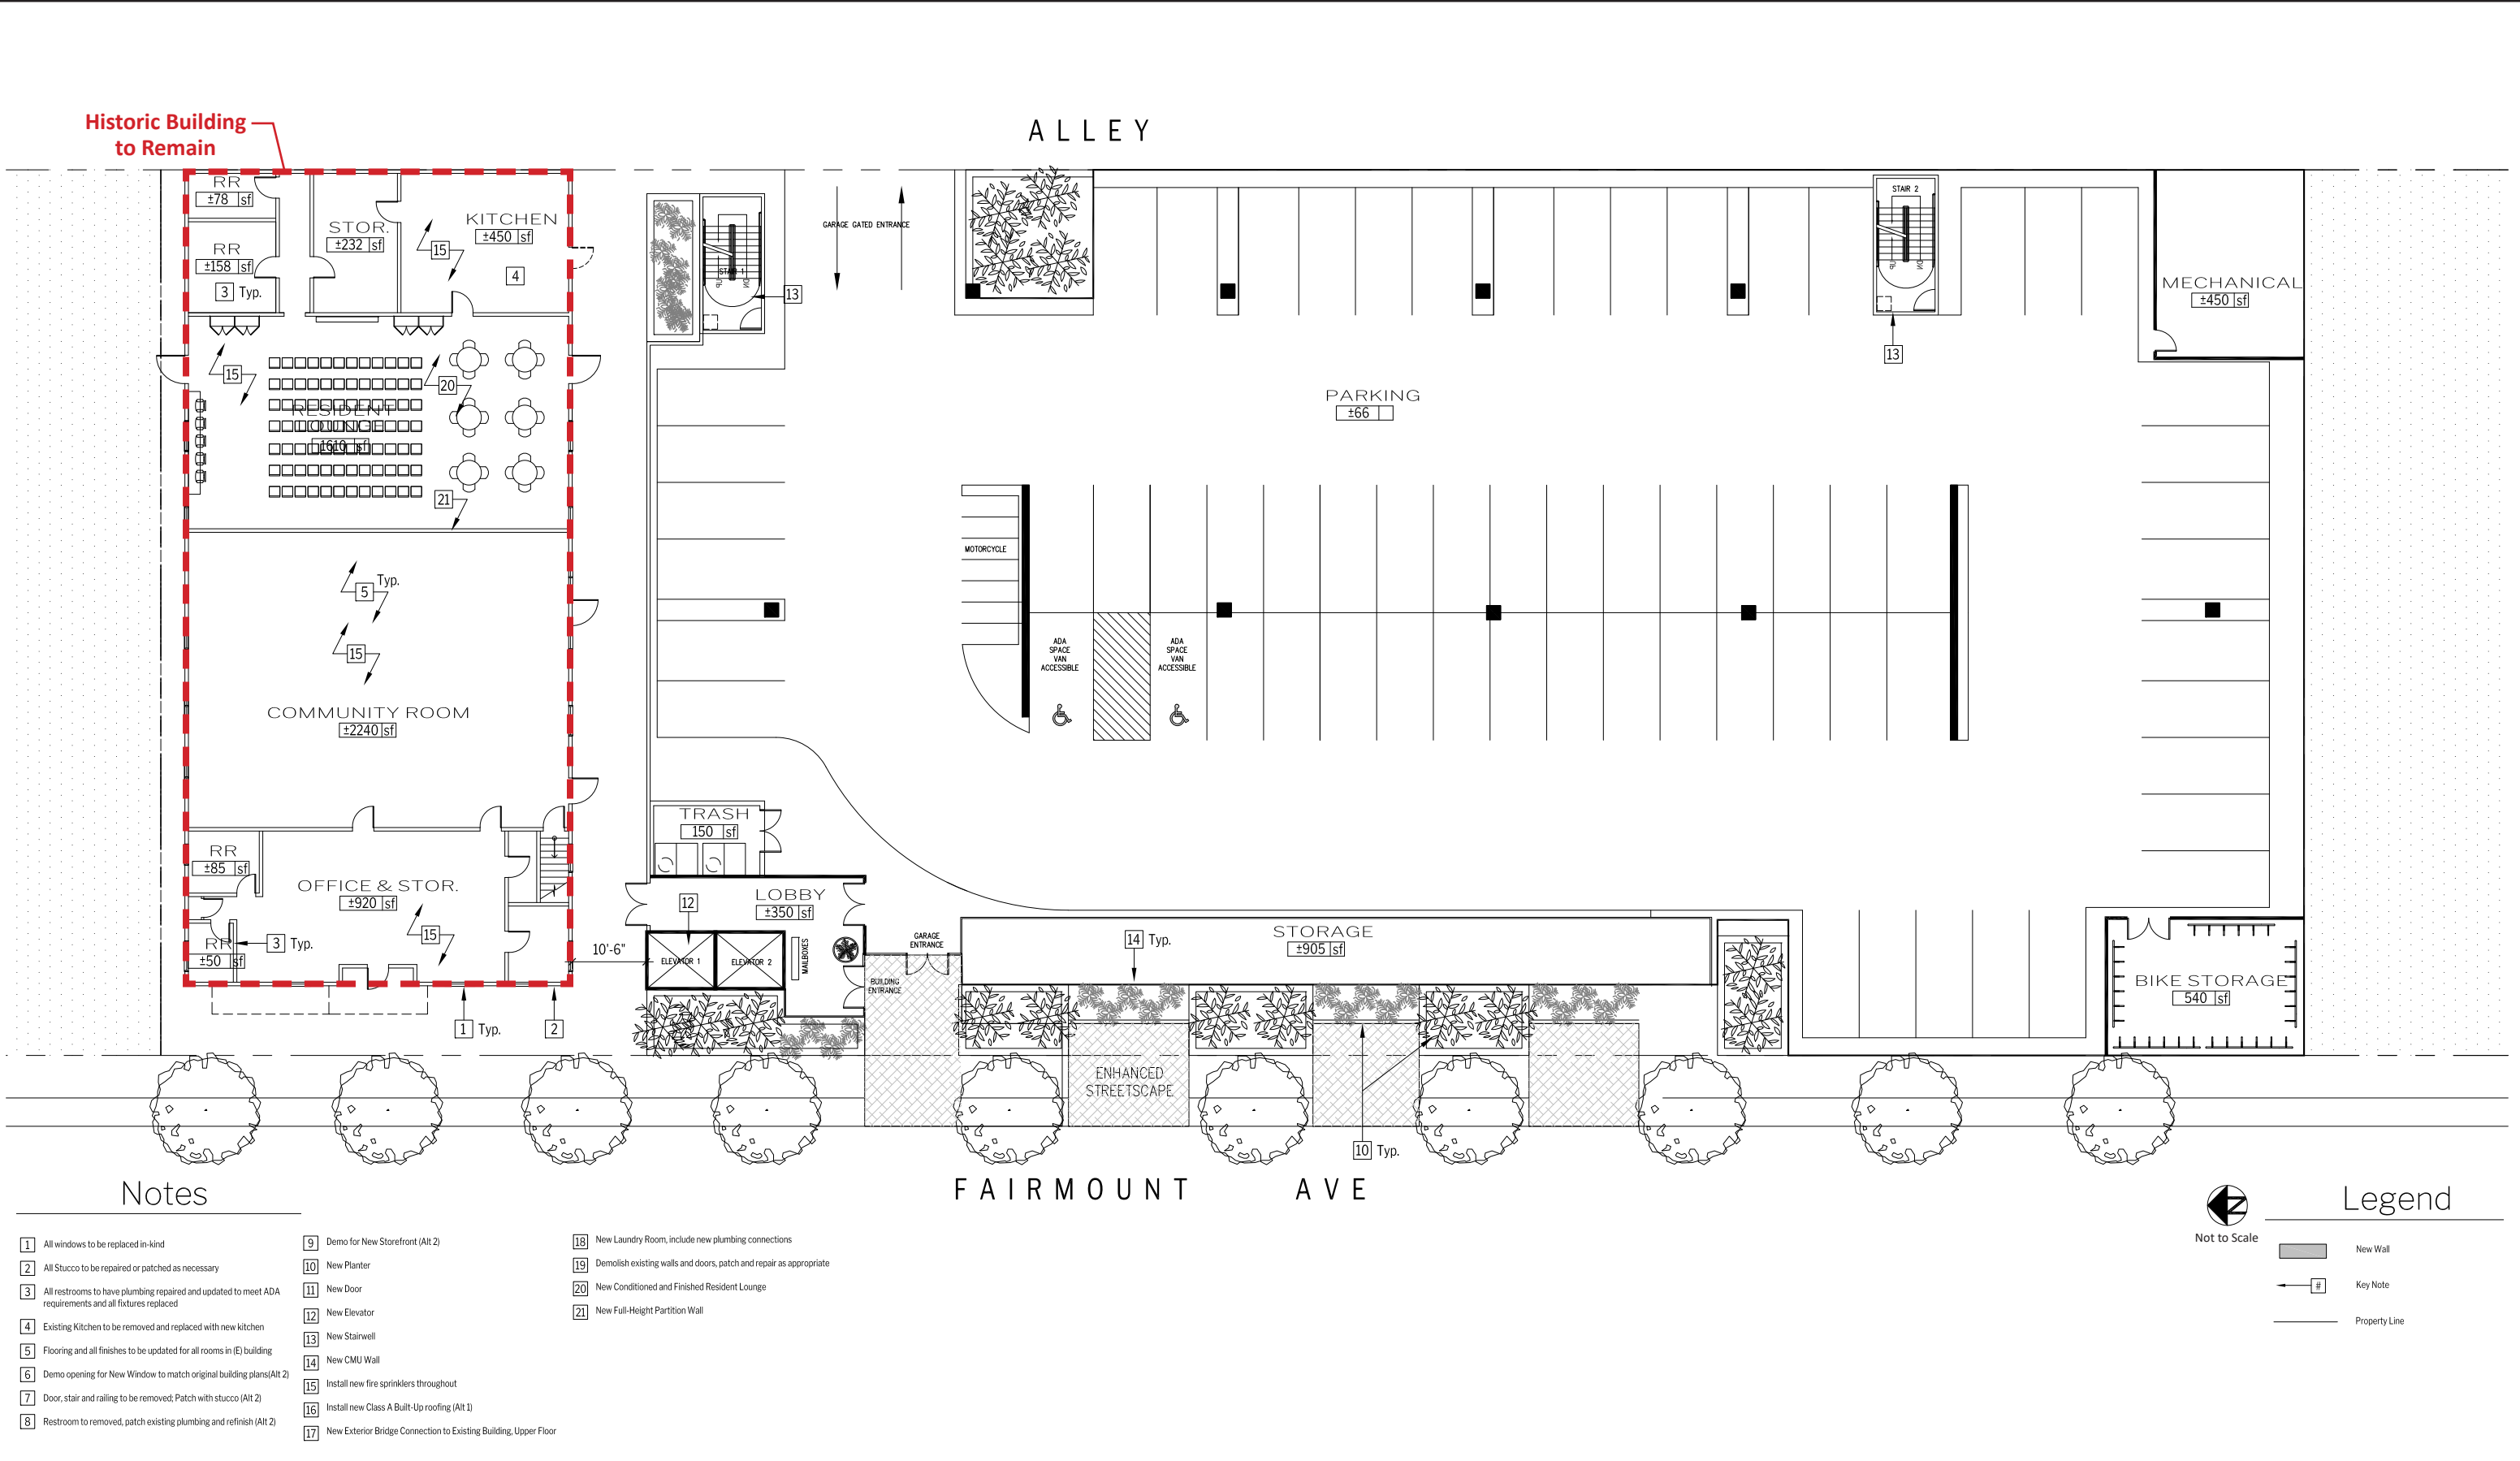 Historic Building
to Remain
ALLEY
RR
±78 sf
RR
±158 sf
3 Typ.
STOR.
±232 sf
KITCHEN
±450 sf
15
4
STAIR 1
UP
DN
13
GARAGE GATED ENTRANCE
STAIR 2
UP
DN
13
MECHANICAL
±450 sf
15
20
RESIDENT
LOUNGE
1610 sf
21
PARKING
±66
MOTORCYCLE
5 Typ.
15
COMMUNITY ROOM
±2240 sf
ADA
SPACE
VAN
ACCESSIBLE
ADA
SPACE
VAN
ACCESSIBLE
TRASH
150 sf
RR
±85 sf
OFFICE & STOR.
±920 sf
15
RR
±50 sf
3 Typ.
10'-6"
12
LOBBY
±350 sf
ELEVATOR 1
ELEVATOR 2
MAILBOXES
GARAGE
ENTRANCE
BUILDING
ENTRANCE
14 Typ.
STORAGE
±905 sf
BIKE STORAGE
540 sf
1 Typ.
2
ENHANCED
STREETSCAPE
10 Typ.
FAIRMOUNT AVE
Notes
1 All windows to be replaced in-kind
2 All Stucco to be repaired or patched as necessary
3 All restrooms to have plumbing repaired and updated to meet ADA
requirements and all fixtures replaced
4 Existing Kitchen to be removed and replaced with new kitchen
5 Flooring and all finishes to be updated for all rooms in (E) building
6 Demo opening for New Window to match original building plans(Alt 2)
7 Door, stair and railing to be removed; Patch with stucco (Alt 2)
8 Restroom to removed, patch existing plumbing and refinish (Alt 2)
9 Demo for New Storefront (Alt 2)
10 New Planter
11 New Door
12 New Elevator
13 New Stairwell
14 New CMU Wall
15 Install new fire sprinklers throughout
16 Install new Class A Built-Up roofing (Alt 1)
17 New Exterior Bridge Connection to Existing Building, Upper Floor
18 New Laundry Room, include new plumbing connections
19 Demolish existing walls and doors, patch and repair as appropriate
20 New Conditioned and Finished Resident Lounge
21 New Full-Height Partition Wall
Z
Not to Scale
Legend
New Wall
# Key Note
Property Line